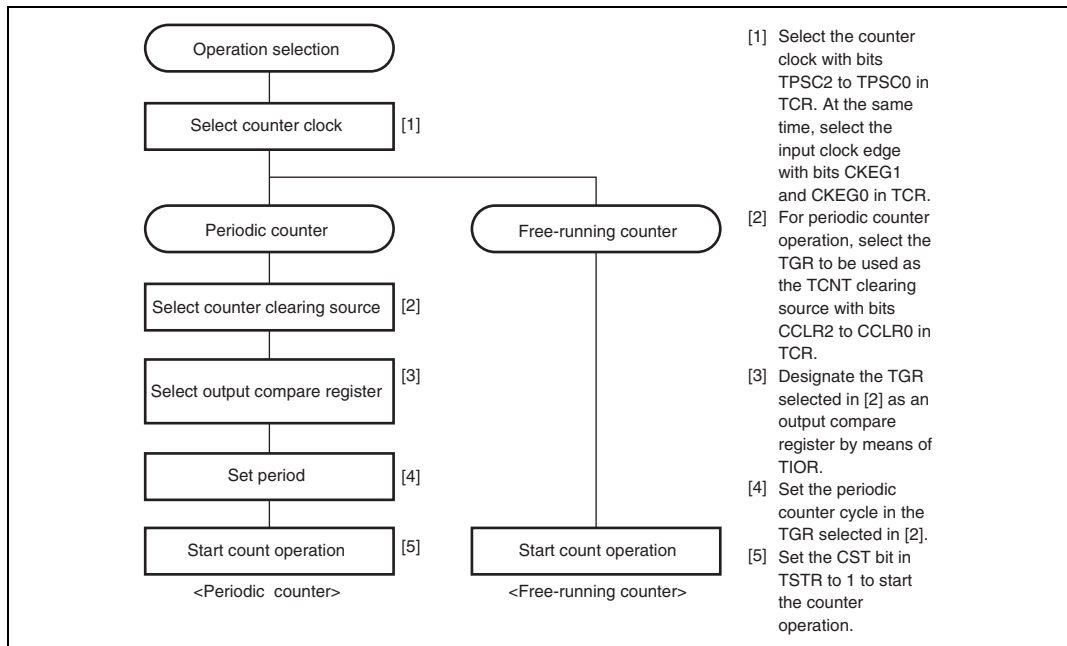 Operation selection
Select counter clock
[1]
Periodic counter
Free-running counter
Select counter clearing source
[2]
Select output compare register
[3]
Set period
[4]
Start count operation
[5]
Start count operation
<Periodic counter>
<Free-running counter>
[1] Select the counter
clock with bits
TPSC2 to TPSC0 in
TCR. At the same
time, select the
input clock edge
with bits CKEG1
and CKEG0 in TCR.
[2] For periodic counter
operation, select the
TGR to be used as
the TCNT clearing
source with bits
CCLR2 to CCLR0 in
TCR.
[3] Designate the TGR
selected in [2] as an
output compare
register by means of
TIOR.
[4] Set the periodic
counter cycle in the
TGR selected in [2].
[5] Set the CST bit in
TSTR to 1 to start
the counter
operation.